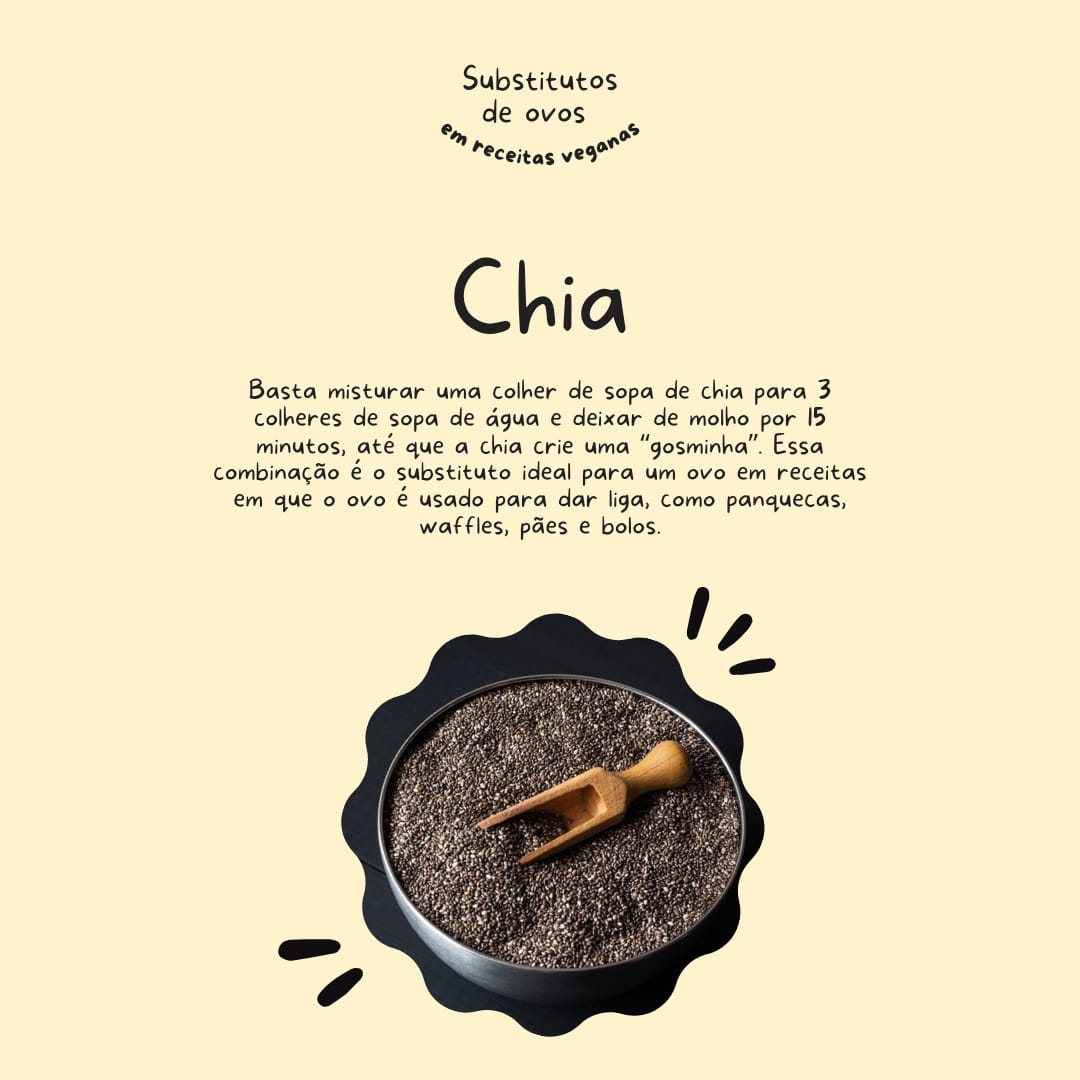 Substitutos
de ovos
em receitas veganas
Chia
Basta misturar uma colher de sopa de chia para 3
colheres de sopa de água e deixar de molho por 15
minutos, até que a chia crie uma “gosminha”. Essa
combinação é o substituto ideal para um ovo em receitas
em que o ovo é usado para dar liga, como panquecas,
waffles, pães e bolos.